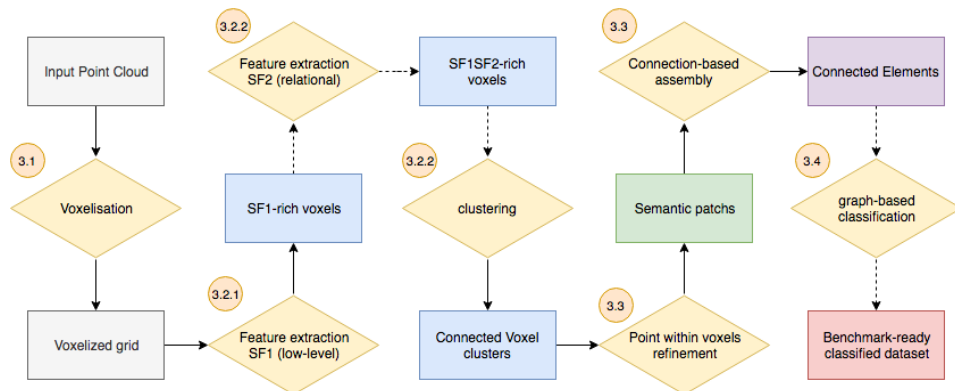 3.1
Input Point Cloud
Voxelisation
Voxelized grid
3.2.1
Feature extraction
SF1 (low-level)
SF1-rich voxels
3.2.2
Feature extraction
SF2 (relational)
SF1SF2-rich
voxels
3.2.2
clustering
Connected Voxel
clusters
3.3
Point within voxels
refinement
Semantic patchs
3.3
Connection-based
assembly
Connected Elements
3.4
graph-based
classification
Benchmark-ready
classified dataset